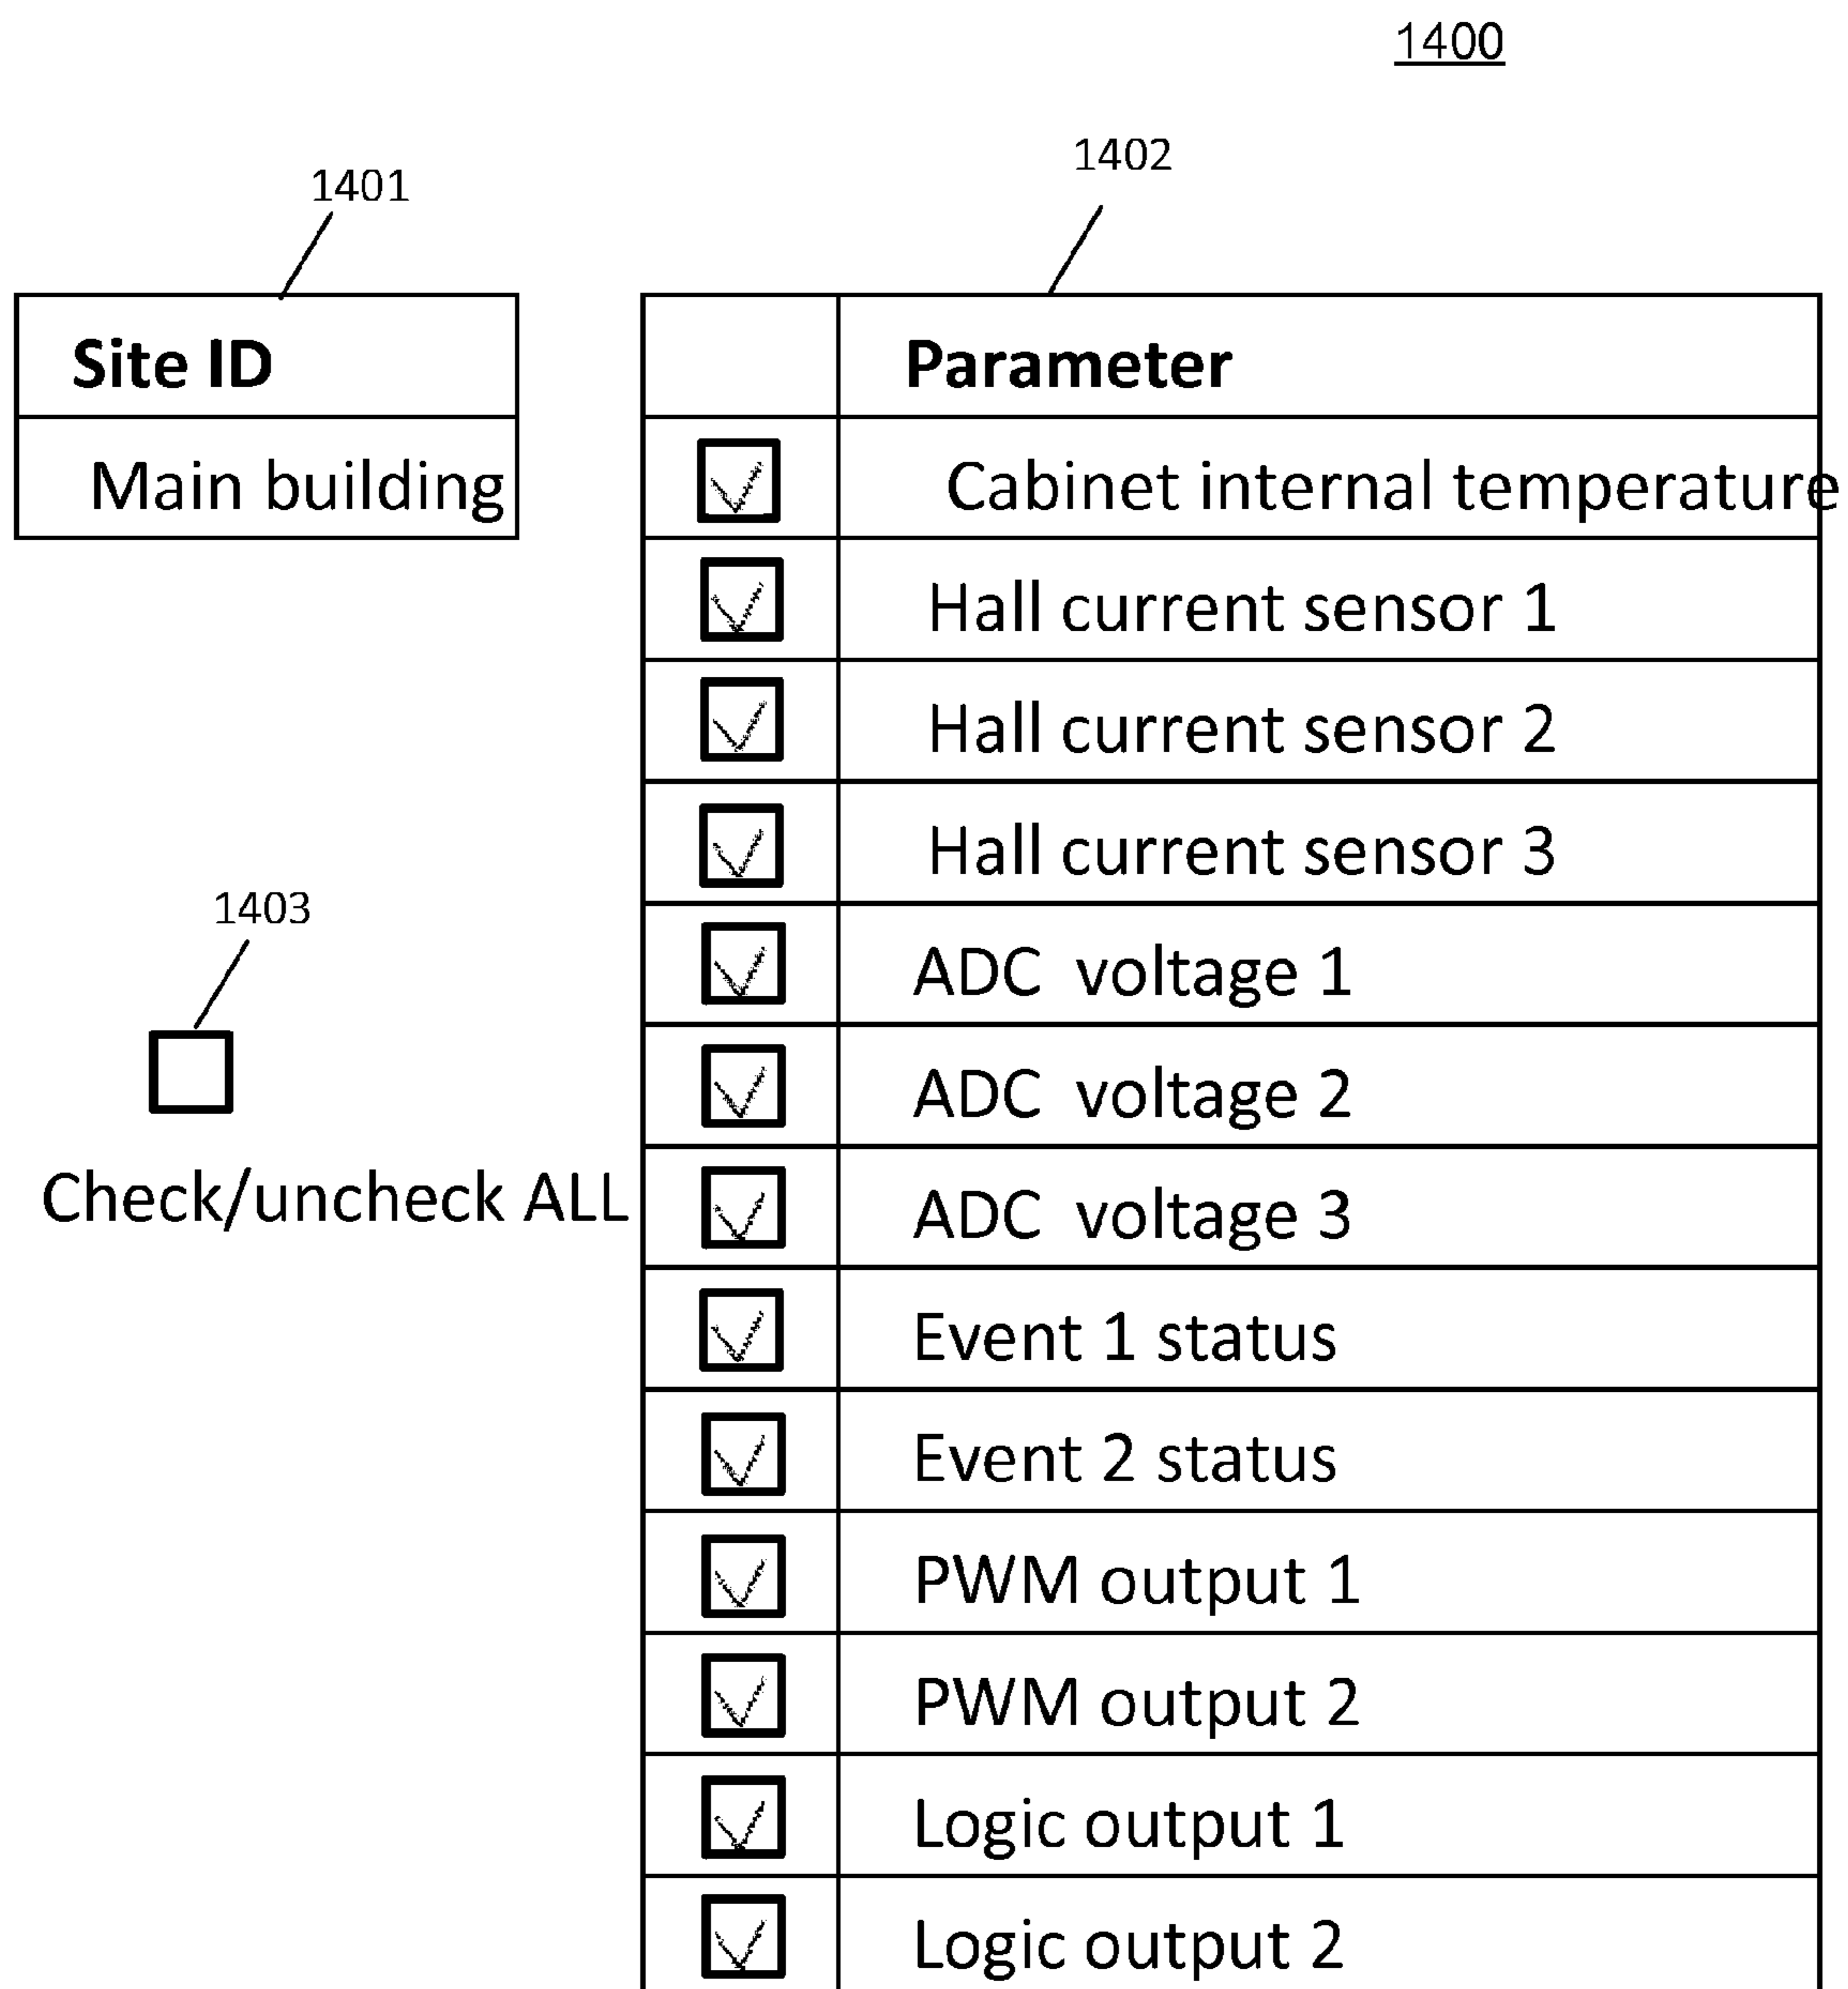 1400
1401
1402
Site ID
Main building
Parameter
Cabinet internal temperature
Hall current sensor 1
Hall current sensor 2
Hall current sensor 3
1403
Check/uncheck ALL
ADC  voltage 1
ADC  voltage 2
ADC  voltage 3
Event 1 status
Event 2 status
PWM output 1
PWM output 2
Logic output 1
Logic output 2